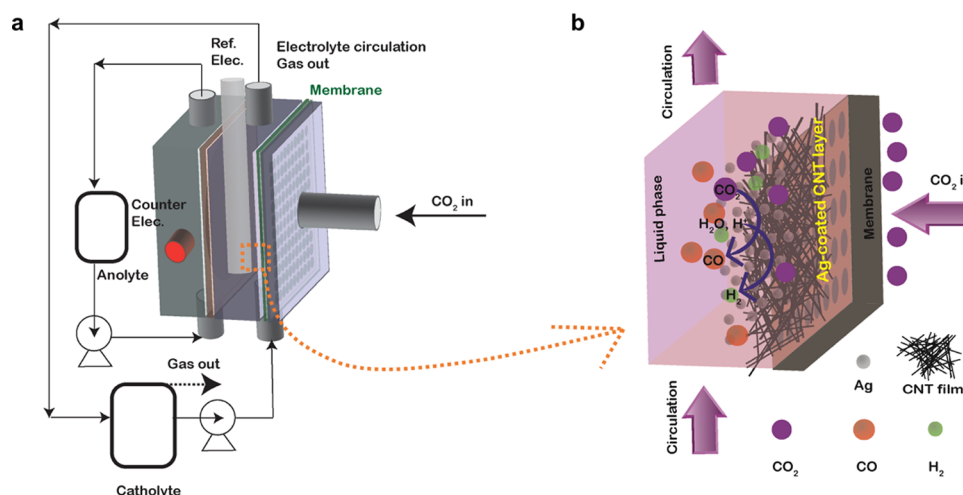 a
Ref.
Elec.
Electrolyte circulation
Gas out
Membrane
Counter
Elec.
Anolyte
CO2 in
Gas out
Catholyte
b
Circulation
Liquid phase
CO2
H2O, H+
CO
H2
Ag-coated CNT layer
Membrane
CO2 i
Ag
CNT film
Circulation
CO2
CO
H2